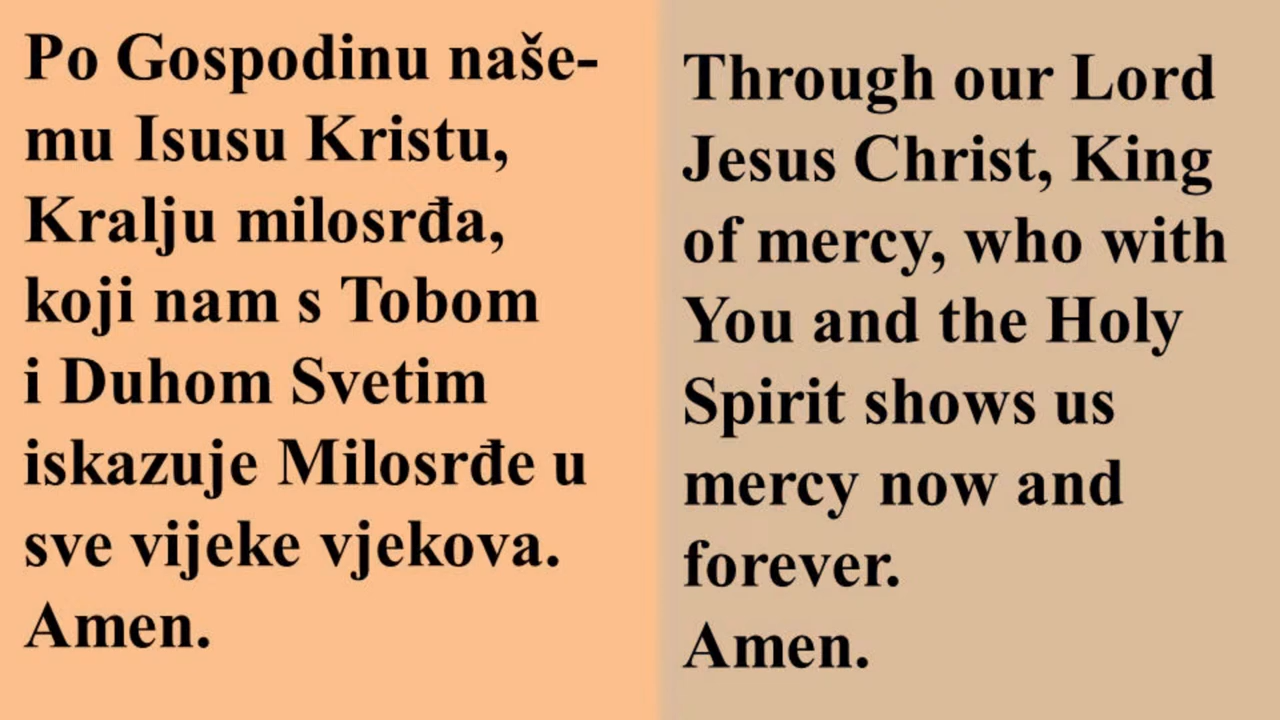 Po Gospodinu naše-
mu Isusu Kristu,
Kralju milosrđa,
koji nam s Tobom
i Duhom Svetim
iskazuje Milosrđe u
sve vijeke vjekova.
Amen.
Through our Lord
Jesus Christ, King
of mercy, who with
You and the Holy
Spirit shows us
mercy now and
forever.
Amen.